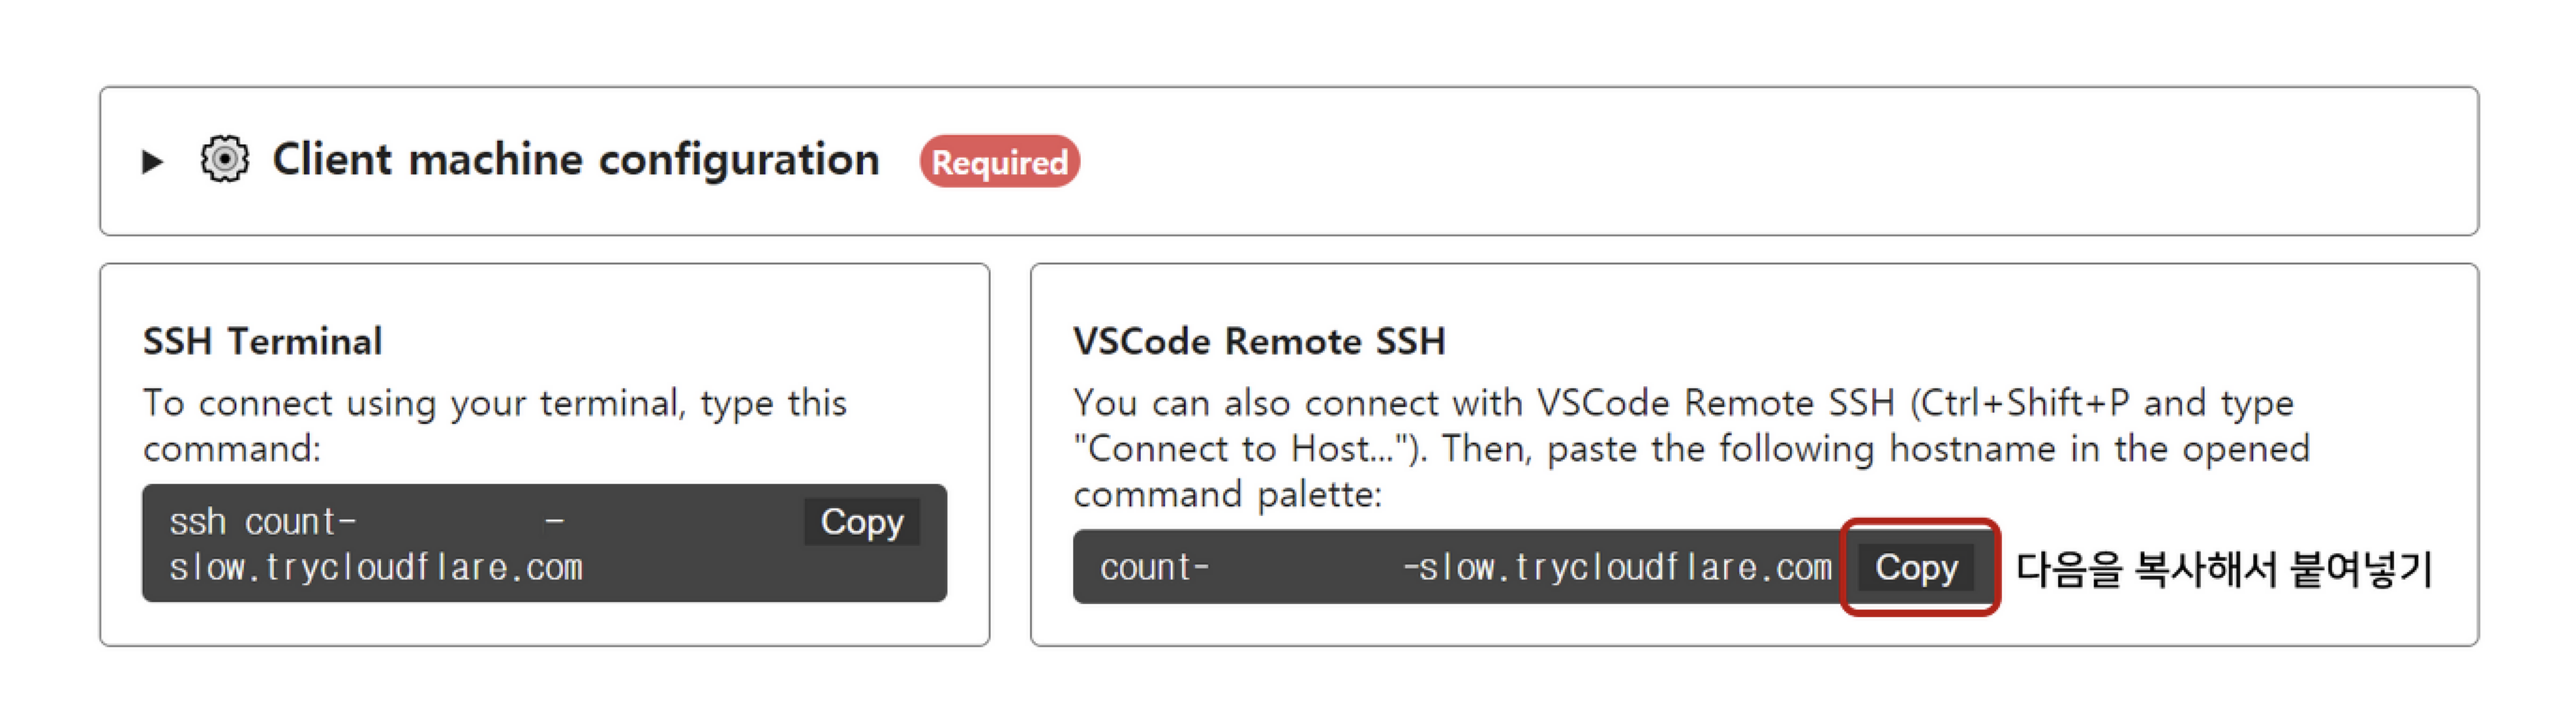 Client machine configuration Required
SSH Terminal
To connect using your terminal, type this
command:
ssh count- -
slow.trycloudflare.com
Copy
VSCode Remote SSH
You can also connect with VSCode Remote SSH (Ctrl+Shift+P and type
"Connect to Host..."). Then, paste the following hostname in the opened
command palette:
count- -slow.trycloudflare.com Copy 다음을 복사해서 붙여넣기